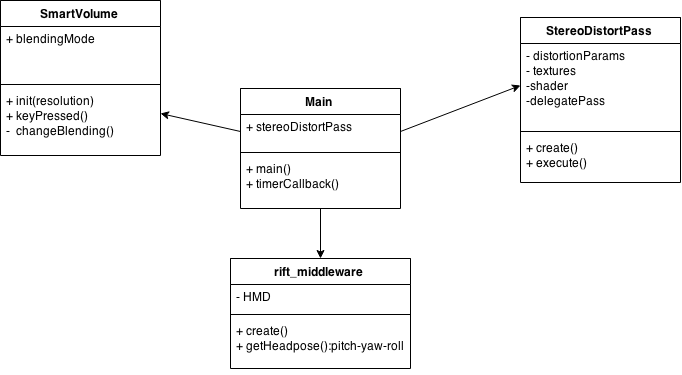 SmartVolume
+ blendingMode
+ init(resolution)
+ keyPressed()
- changeBlending()
Main
+ stereoDistortPass
+ main()
+ timerCallback()
StereoDistortPass
- distortionParams
- textures
-shader
-delegatePass
+ create()
+ execute()
rift_middleware
- HMD
+ create()
+ getHeadpose():pitch-yaw-roll